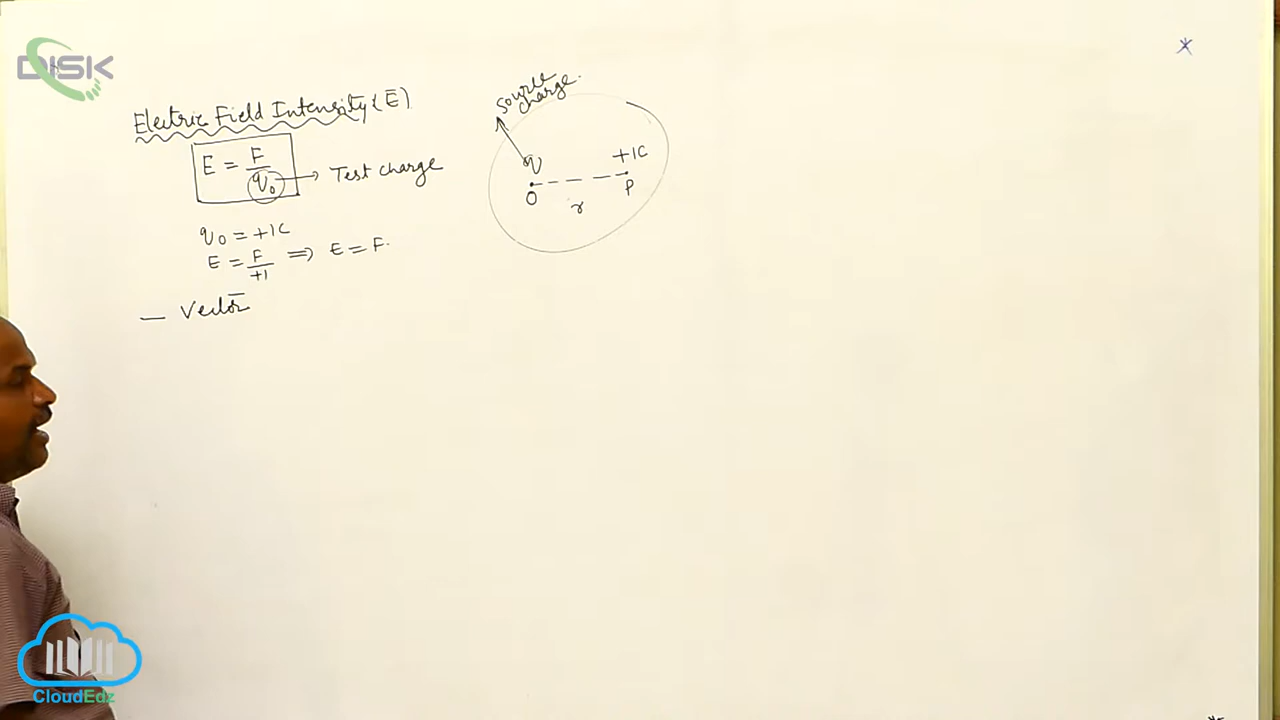 DISK
Electric Field Intensity (E̅)
E = F/q₀ → Test charge
q₀ = +1C
E = F/+1 ⟹ E = F.
— Vector
source charge.
q
+1C
O
r
P
CloudEdz